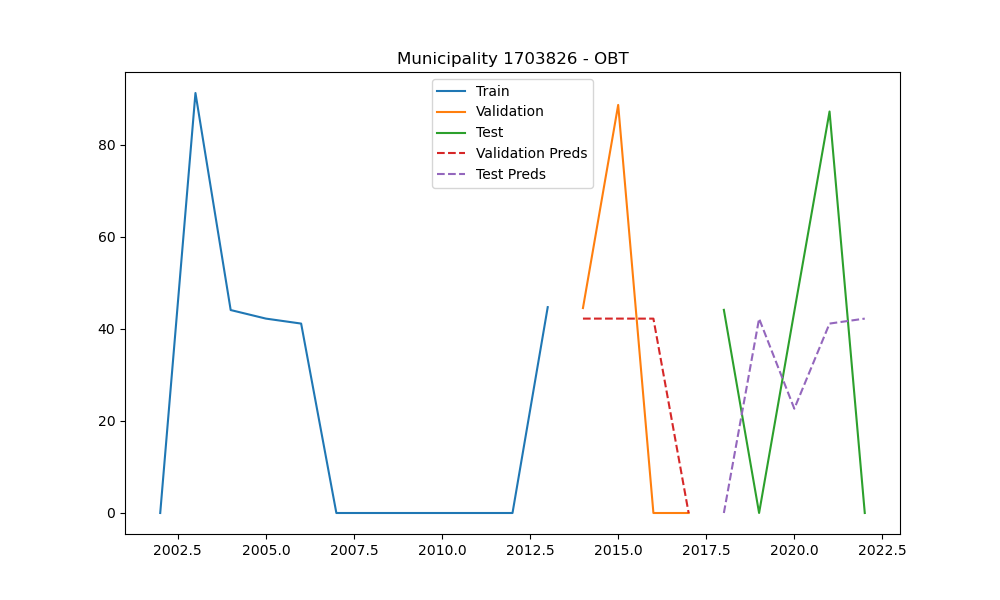 Municipality 1703826 - OBT
Train
Validation
Test
Validation Preds
Test Preds
80
60
40
20
0
2002.5 2005.0 2007.5 2010.0 2012.5 2015.0 2017.5 2020.0 2022.5